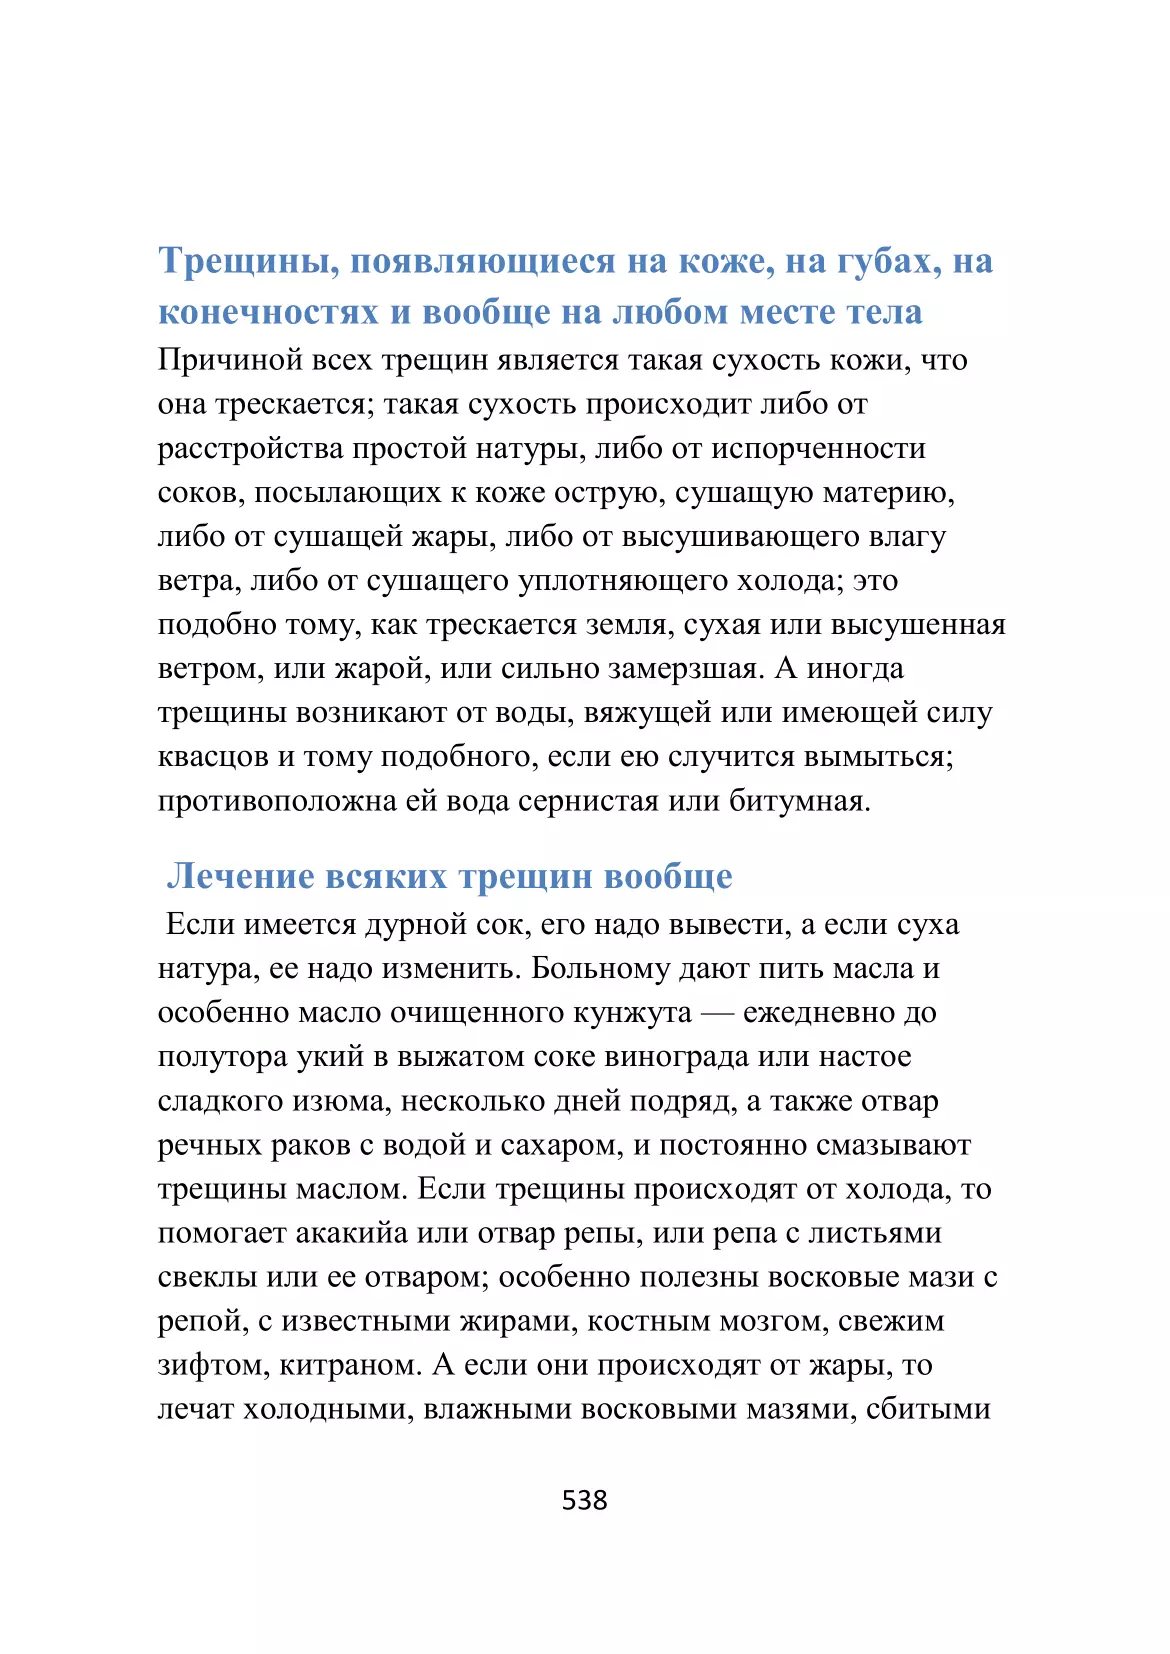 Трещины, появляющиеся на коже, на губах, на
конечностях и вообще на любом месте тела
Причиной всех трещин является такая сухость кожи, что
она трескается; такая сухость происходит либо от
расстройства простой натуры, либо от испорченности
соков, посылающих к коже острую, сушащую материю,
либо от сушащей жары, либо от высушивающего влагу
ветра, либо от сушащего уплотняющего холода; это
подобно тому, как трескается земля, сухая или высушенная
ветром, или жарой, или сильно замерзшая. А иногда
трещины возникают от воды, вяжущей или имеющей силу
квасцов и тому подобного, если ею случится вымыться;
противоположна ей вода сернистая или битумная.
Лечение всяких трещин вообще
Если имеется дурной сок, его надо вывести, а если суха
натура, ее надо изменить. Больному дают пить масла и
особенно масло очищенного кунжута — ежедневно до
полутора укий в выжатом соке винограда или настое
сладкого изюма, несколько дней подряд, а также отвар
речных раков с водой и сахаром, и постоянно смазывают
трещины маслом. Если трещины происходят от холода, то
помогает акакийа или отвар репы, или репа с листьями
свеклы или ее отваром; особенно полезны восковые мази с
репой, с известными жирами, костным мозгом, свежим
зифтом, китраном. А если они происходят от жары, то
лечат холодными, влажными восковыми мазями, сбитыми
538